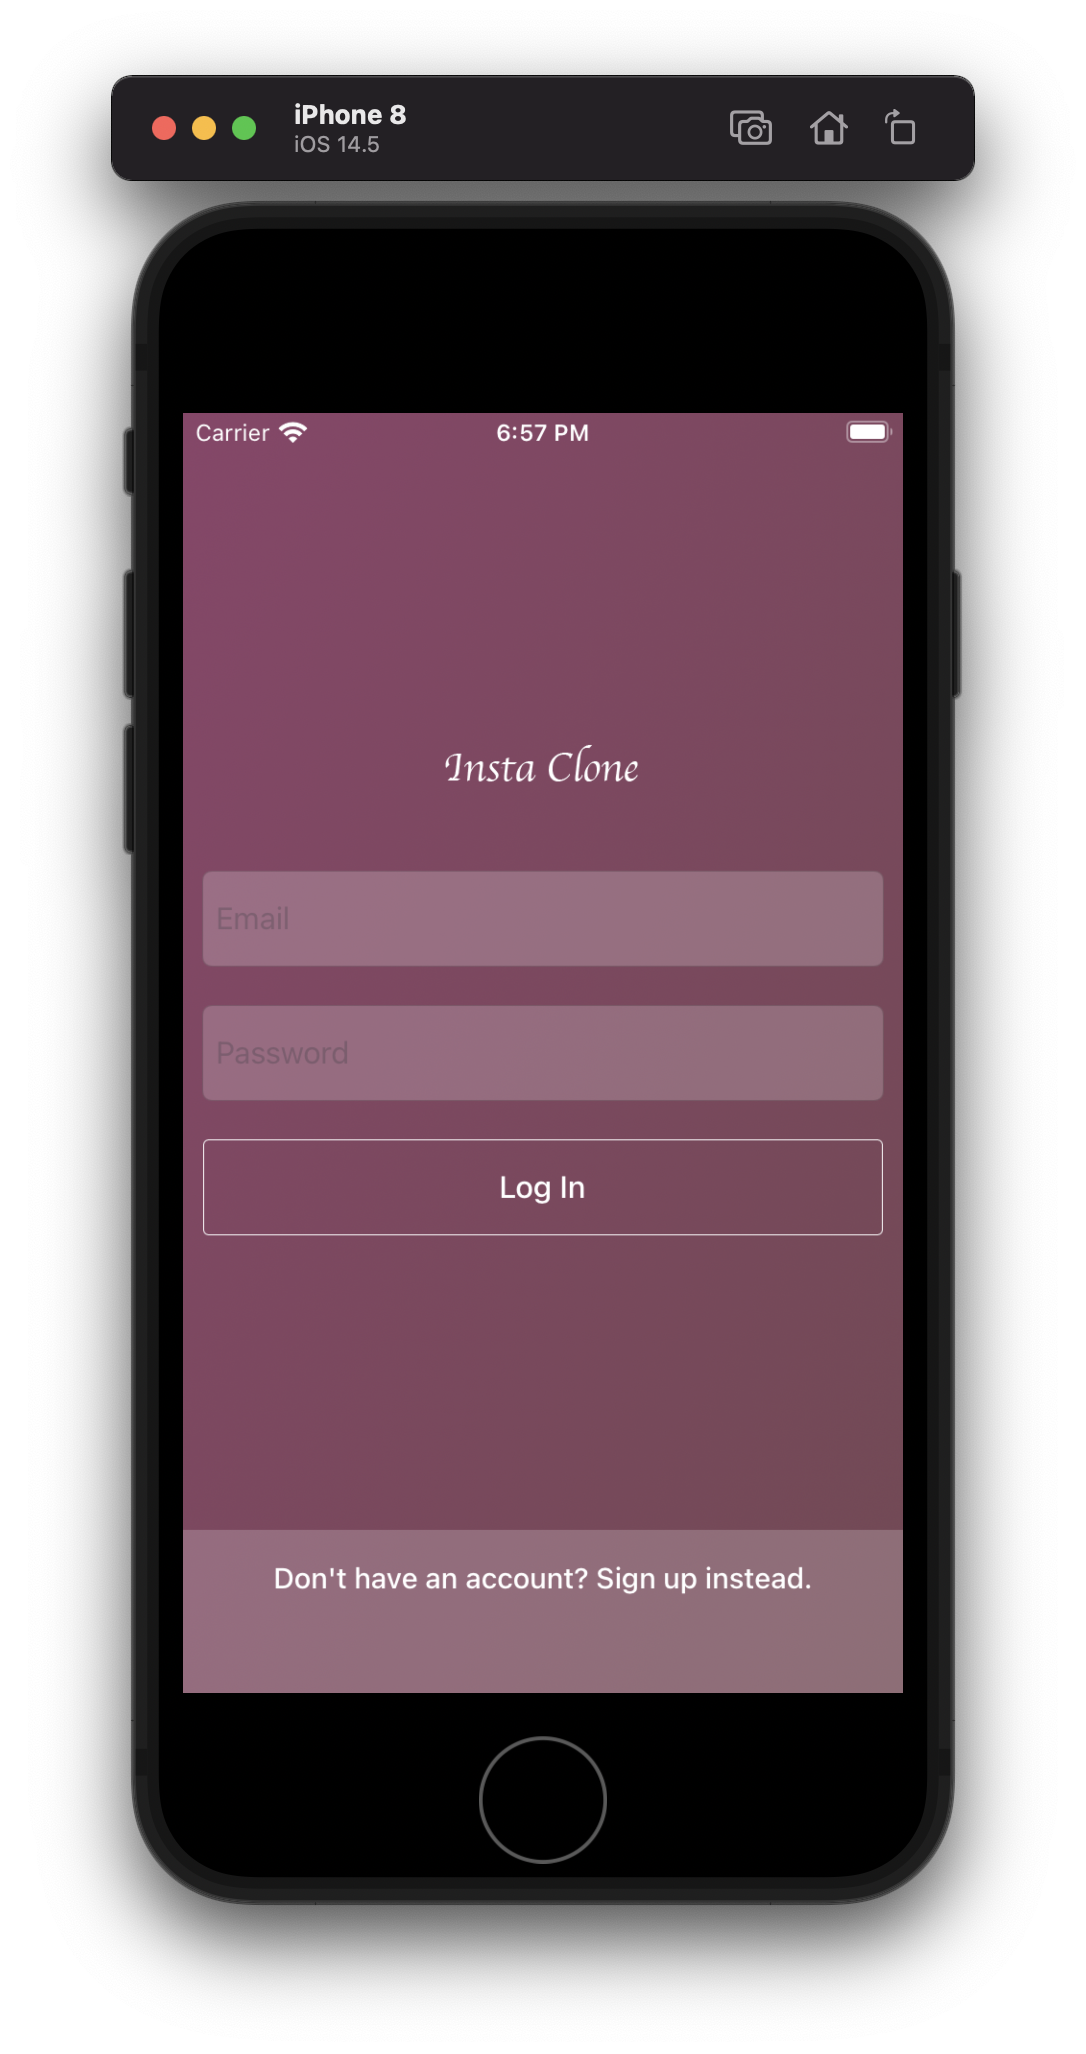 iPhone 8
iOS 14.5
Carrier 6:57 PM
Insta Clone
Email
Password
Log In
Don't have an account? Sign up instead.